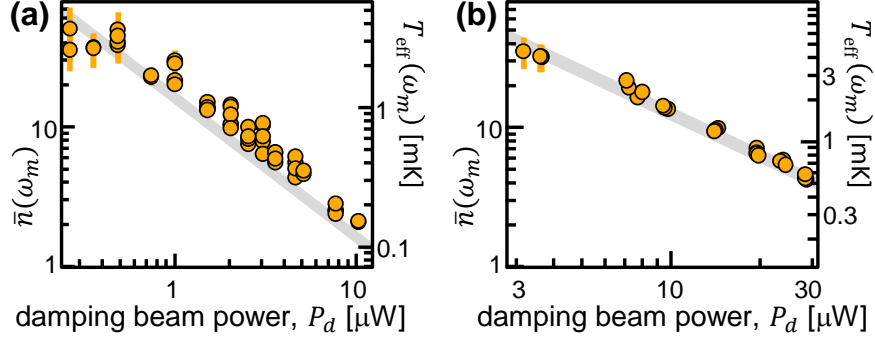 (a)
n̄(ω_m)
10
1
T_eff(ω_m) [mK]
1
0.1
1
10
damping beam power, P_d [μW]
(b)
n̄(ω_m)
10
1
T_eff(ω_m) [mK]
3
1
0.3
3
10
30
damping beam power, P_d [μW]